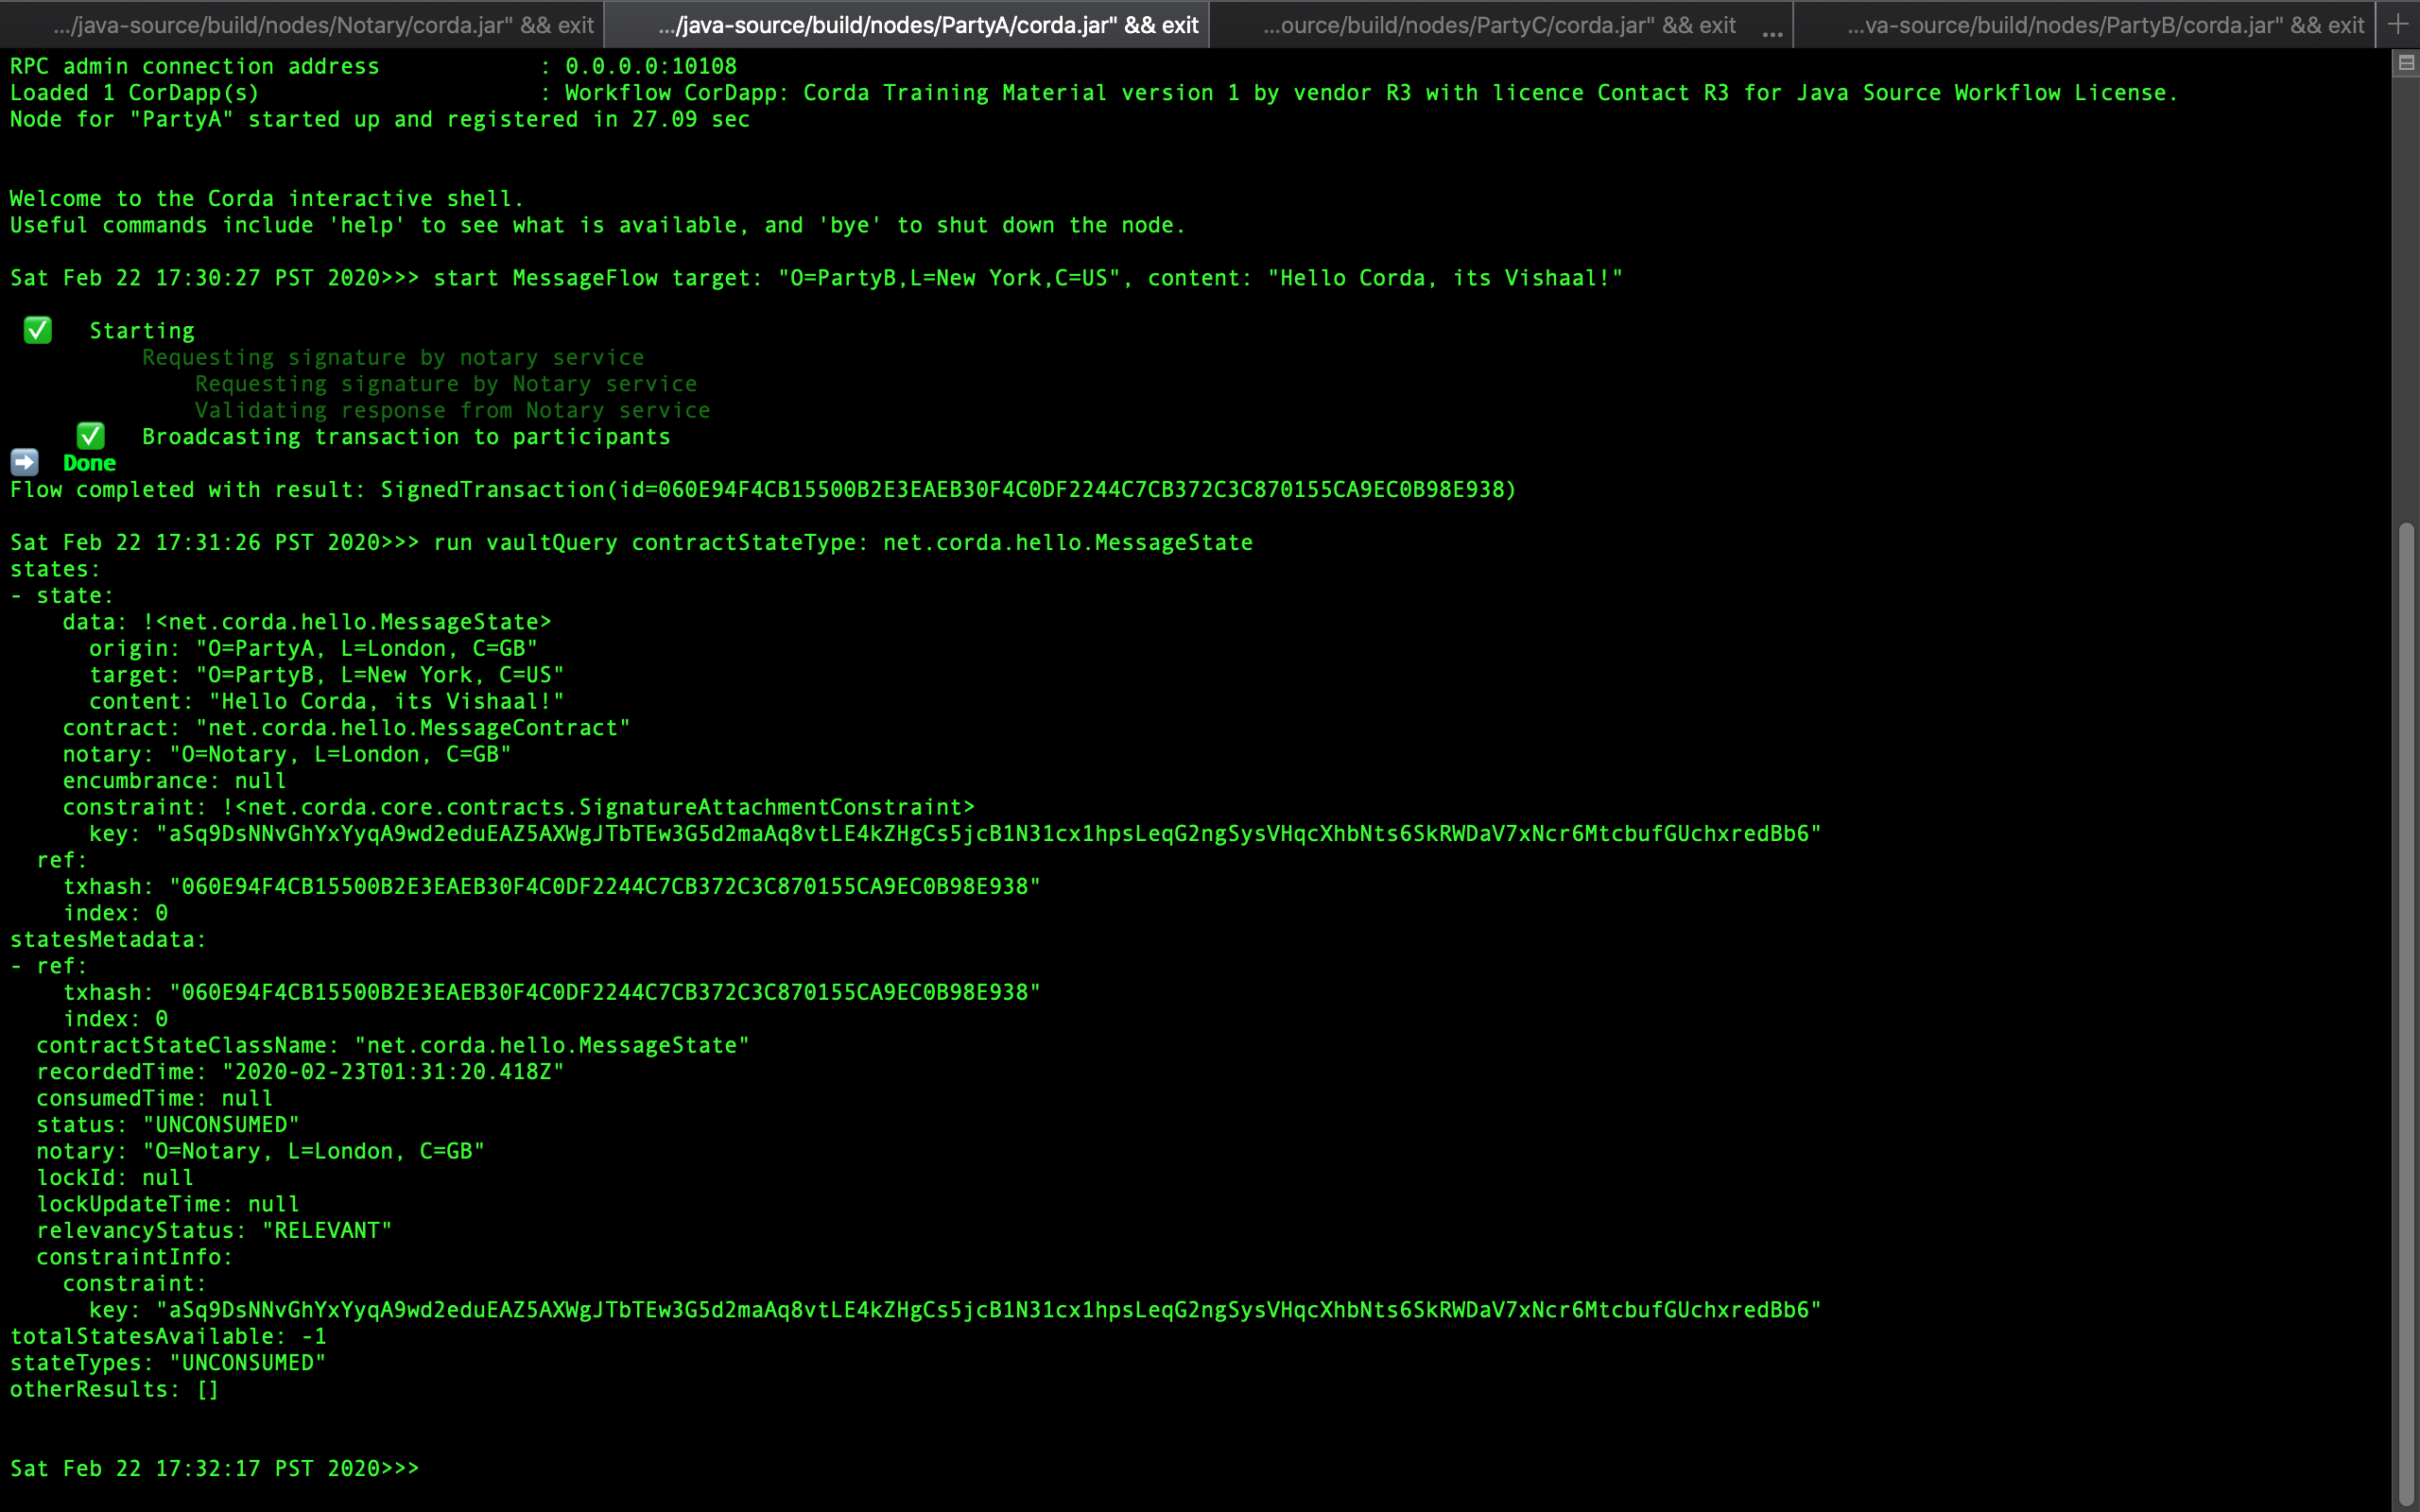 .../java-source/build/nodes/Notary/corda.jar" && exit
.../java-source/build/nodes/PartyA/corda.jar" && exit
...ource/build/nodes/PartyC/corda.jar" && exit ...
...va-source/build/nodes/PartyB/corda.jar" && exit
RPC admin connection address : 0.0.0.0:10108
Loaded 1 CorDapp(s) : Workflow CorDapp: Corda Training Material version 1 by vendor R3 with licence Contact R3 for Java Source Workflow License.
Node for "PartyA" started up and registered in 27.09 sec
Welcome to the Corda interactive shell.
Useful commands include 'help' to see what is available, and 'bye' to shut down the node.
Sat Feb 22 17:30:27 PST 2020>>> start MessageFlow target: "O=PartyB,L=New York,C=US", content: "Hello Corda, its Vishaal!"
✅ Starting
Requesting signature by notary service
Requesting signature by Notary service
Validating response from Notary service
✅ Broadcasting transaction to participants
➡️ Done
Flow completed with result: SignedTransaction(id=060E94F4CB15500B2E3EAEB30F4C0DF2244C7CB372C3C870155CA9EC0B98E938)
Sat Feb 22 17:31:26 PST 2020>>> run vaultQuery contractStateType: net.corda.hello.MessageState
states:
- state:
data: !<net.corda.hello.MessageState>
origin: "O=PartyA, L=London, C=GB"
target: "O=PartyB, L=New York, C=US"
content: "Hello Corda, its Vishaal!"
contract: "net.corda.hello.MessageContract"
notary: "O=Notary, L=London, C=GB"
encumbrance: null
constraint: !<net.corda.core.contracts.SignatureAttachmentConstraint>
key: "aSq9DsNNvGhYxYyqA9wd2eduEAZ5AXWgJTbTEw3G5d2maAq8vtLE4kZHgCs5jcB1N31cx1hpsLeqG2ngSysVHqcXhbNts6SkRWDaV7xNcr6MtcbufGUchxredBb6"
ref:
txhash: "060E94F4CB15500B2E3EAEB30F4C0DF2244C7CB372C3C870155CA9EC0B98E938"
index: 0
statesMetadata:
- ref:
txhash: "060E94F4CB15500B2E3EAEB30F4C0DF2244C7CB372C3C870155CA9EC0B98E938"
index: 0
contractStateClassName: "net.corda.hello.MessageState"
recordedTime: "2020-02-23T01:31:20.418Z"
consumedTime: null
status: "UNCONSUMED"
notary: "O=Notary, L=London, C=GB"
lockId: null
lockUpdateTime: null
relevancyStatus: "RELEVANT"
constraintInfo:
constraint:
key: "aSq9DsNNvGhYxYyqA9wd2eduEAZ5AXWgJTbTEw3G5d2maAq8vtLE4kZHgCs5jcB1N31cx1hpsLeqG2ngSysVHqcXhbNts6SkRWDaV7xNcr6MtcbufGUchxredBb6"
totalStatesAvailable: -1
stateTypes: "UNCONSUMED"
otherResults: []
Sat Feb 22 17:32:17 PST 2020>>>